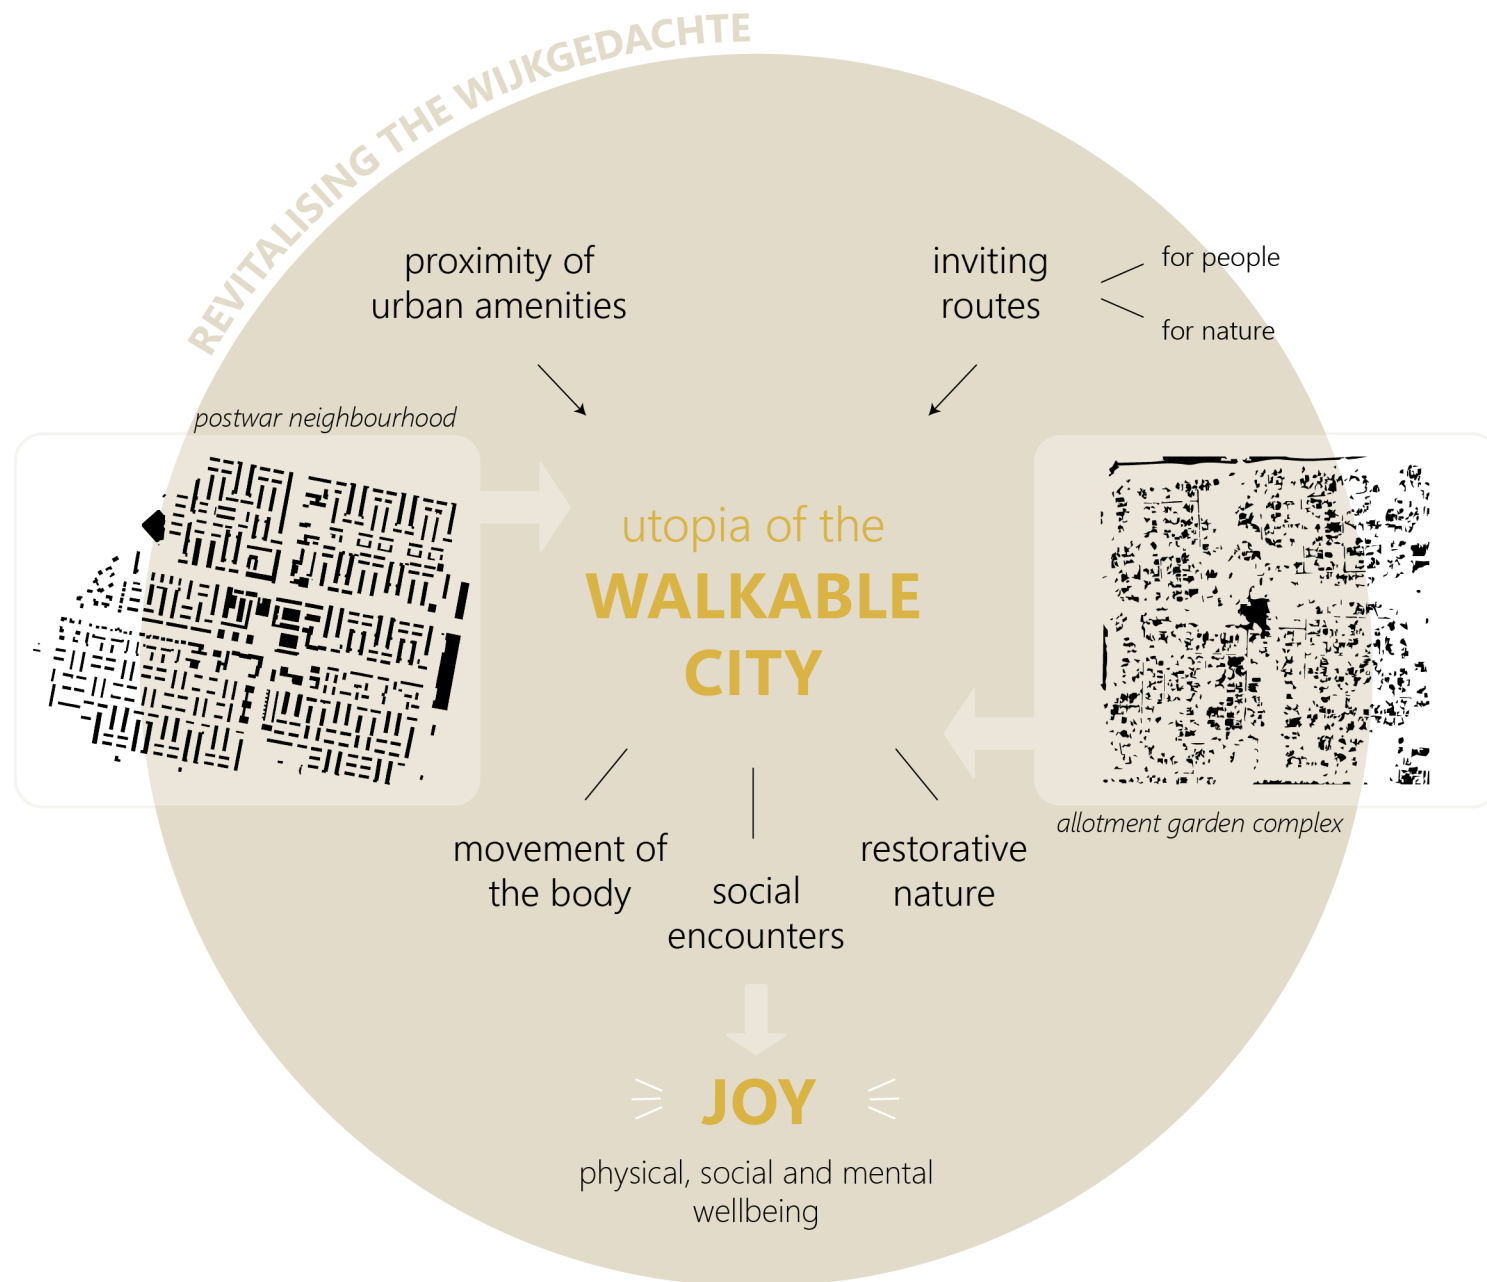 REVITALISING THE WIJKGEDACHTE
proximity of
urban amenities
inviting
routes
for people
for nature
postwar neighbourhood
utopia of the
WALKABLE
CITY
allotment garden complex
movement of
the body
social
encounters
restorative
nature
JOY
physical, social and mental
wellbeing